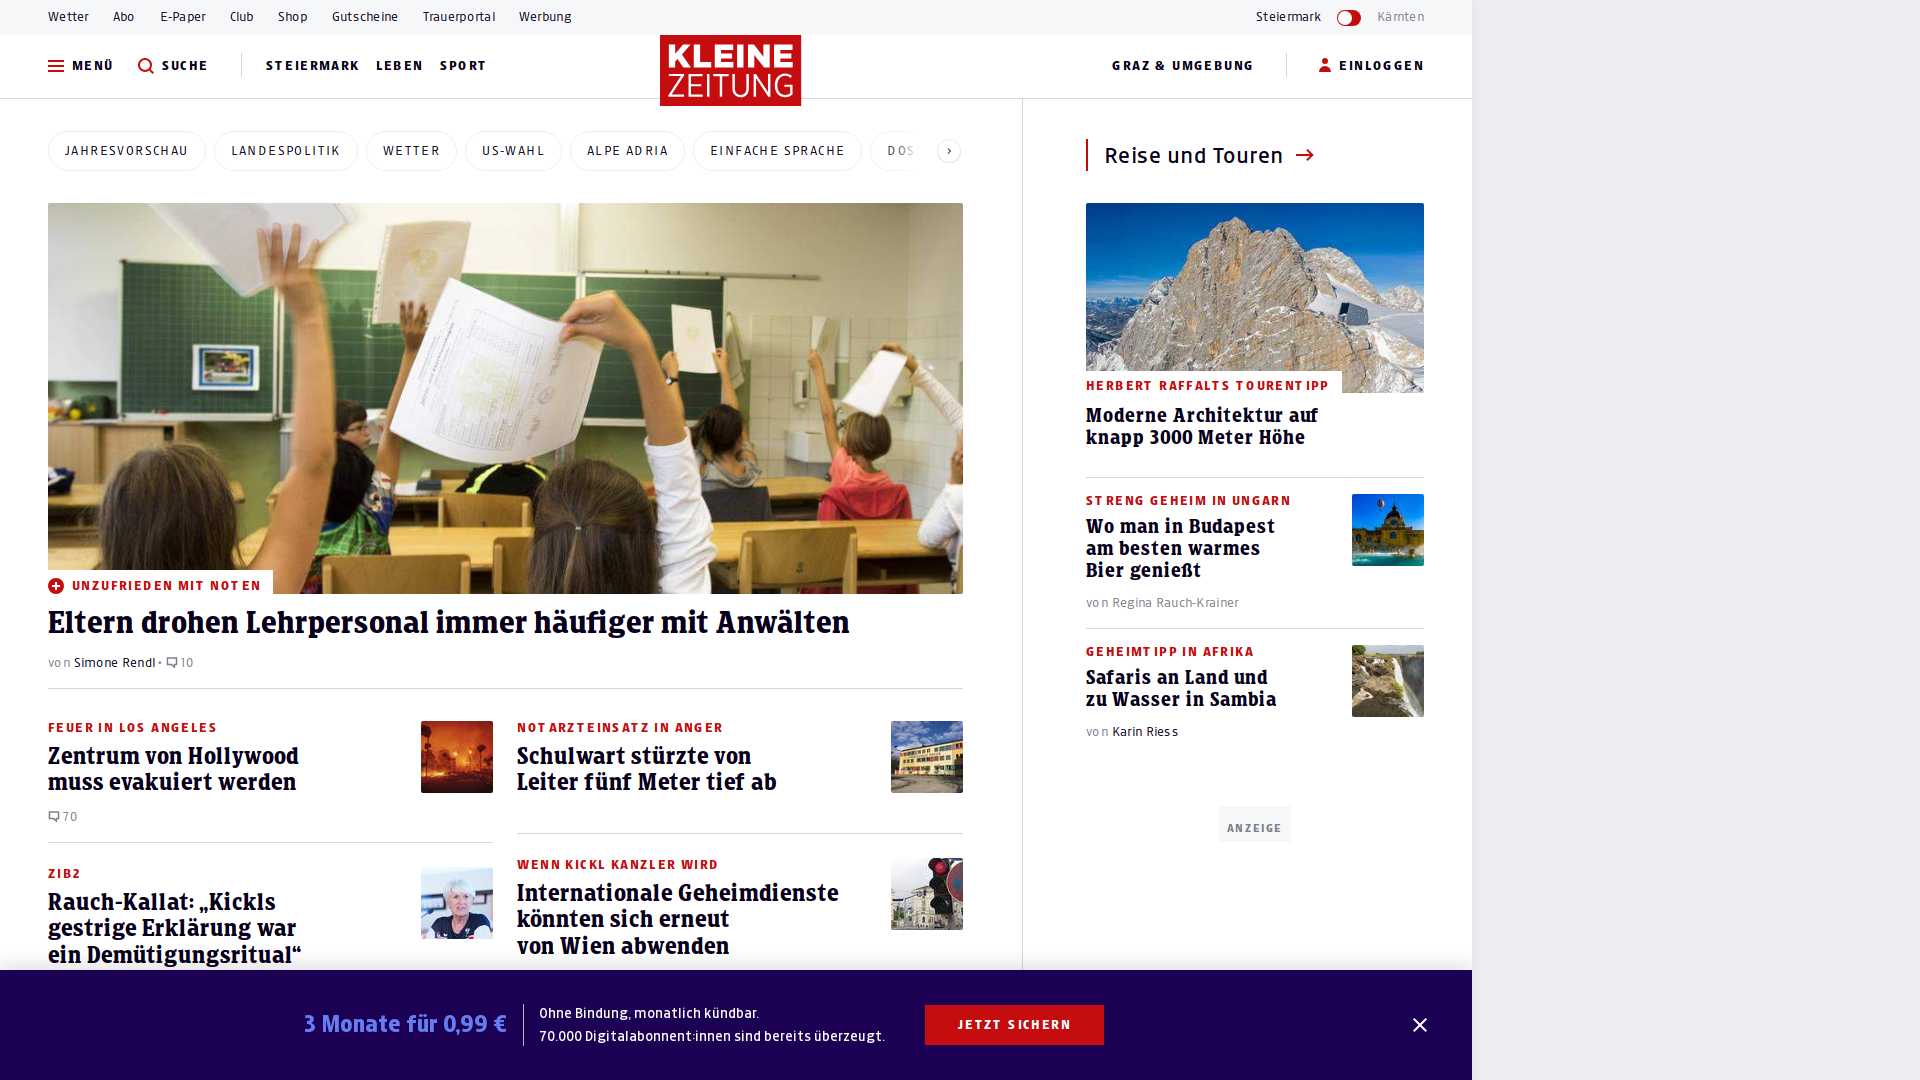 Wetter Abo E-Paper Club Shop Gutscheine Trauerportal Werbung Steiermark Kärnten
MENÜ SUCHE STEIERMARK LEBEN SPORT KLEINE ZEITUNG GRAZ & UMGEBUNG EINLOGGEN
JAHRESVORSCHAU LANDESPOLITIK WETTER US-WAHL ALPE ADRIA EINFACHE SPRACHE DOS
UNZUFRIEDEN MIT NOTEN
Eltern drohen Lehrpersonal immer häufiger mit Anwälten
von Simone Rendl • 10
FEUER IN LOS ANGELES
Zentrum von Hollywood
muss evakuiert werden
70
ZIB2
Rauch-Kallat: „Kickls
gestrige Erklärung war
ein Demütigungsritual“
NOTARZTEINSATZ IN ANGER
Schulwart stürzte von
Leiter fünf Meter tief ab
WENN KICKL KANZLER WIRD
Internationale Geheimdienste
könnten sich erneut
von Wien abwenden
Reise und Touren
HERBERT RAFFALTS TOURENTIPP
Moderne Architektur auf
knapp 3000 Meter Höhe
STRENG GEHEIM IN UNGARN
Wo man in Budapest
am besten warmes
Bier genießt
von Regina Rauch-Krainer
GEHEIMTIPP IN AFRIKA
Safaris an Land und
zu Wasser in Sambia
von Karin Riess
ANZEIGE
3 Monate für 0,99 €
Ohne Bindung, monatlich kündbar.
70.000 Digitalabonnent:innen sind bereits überzeugt.
JETZT SICHERN